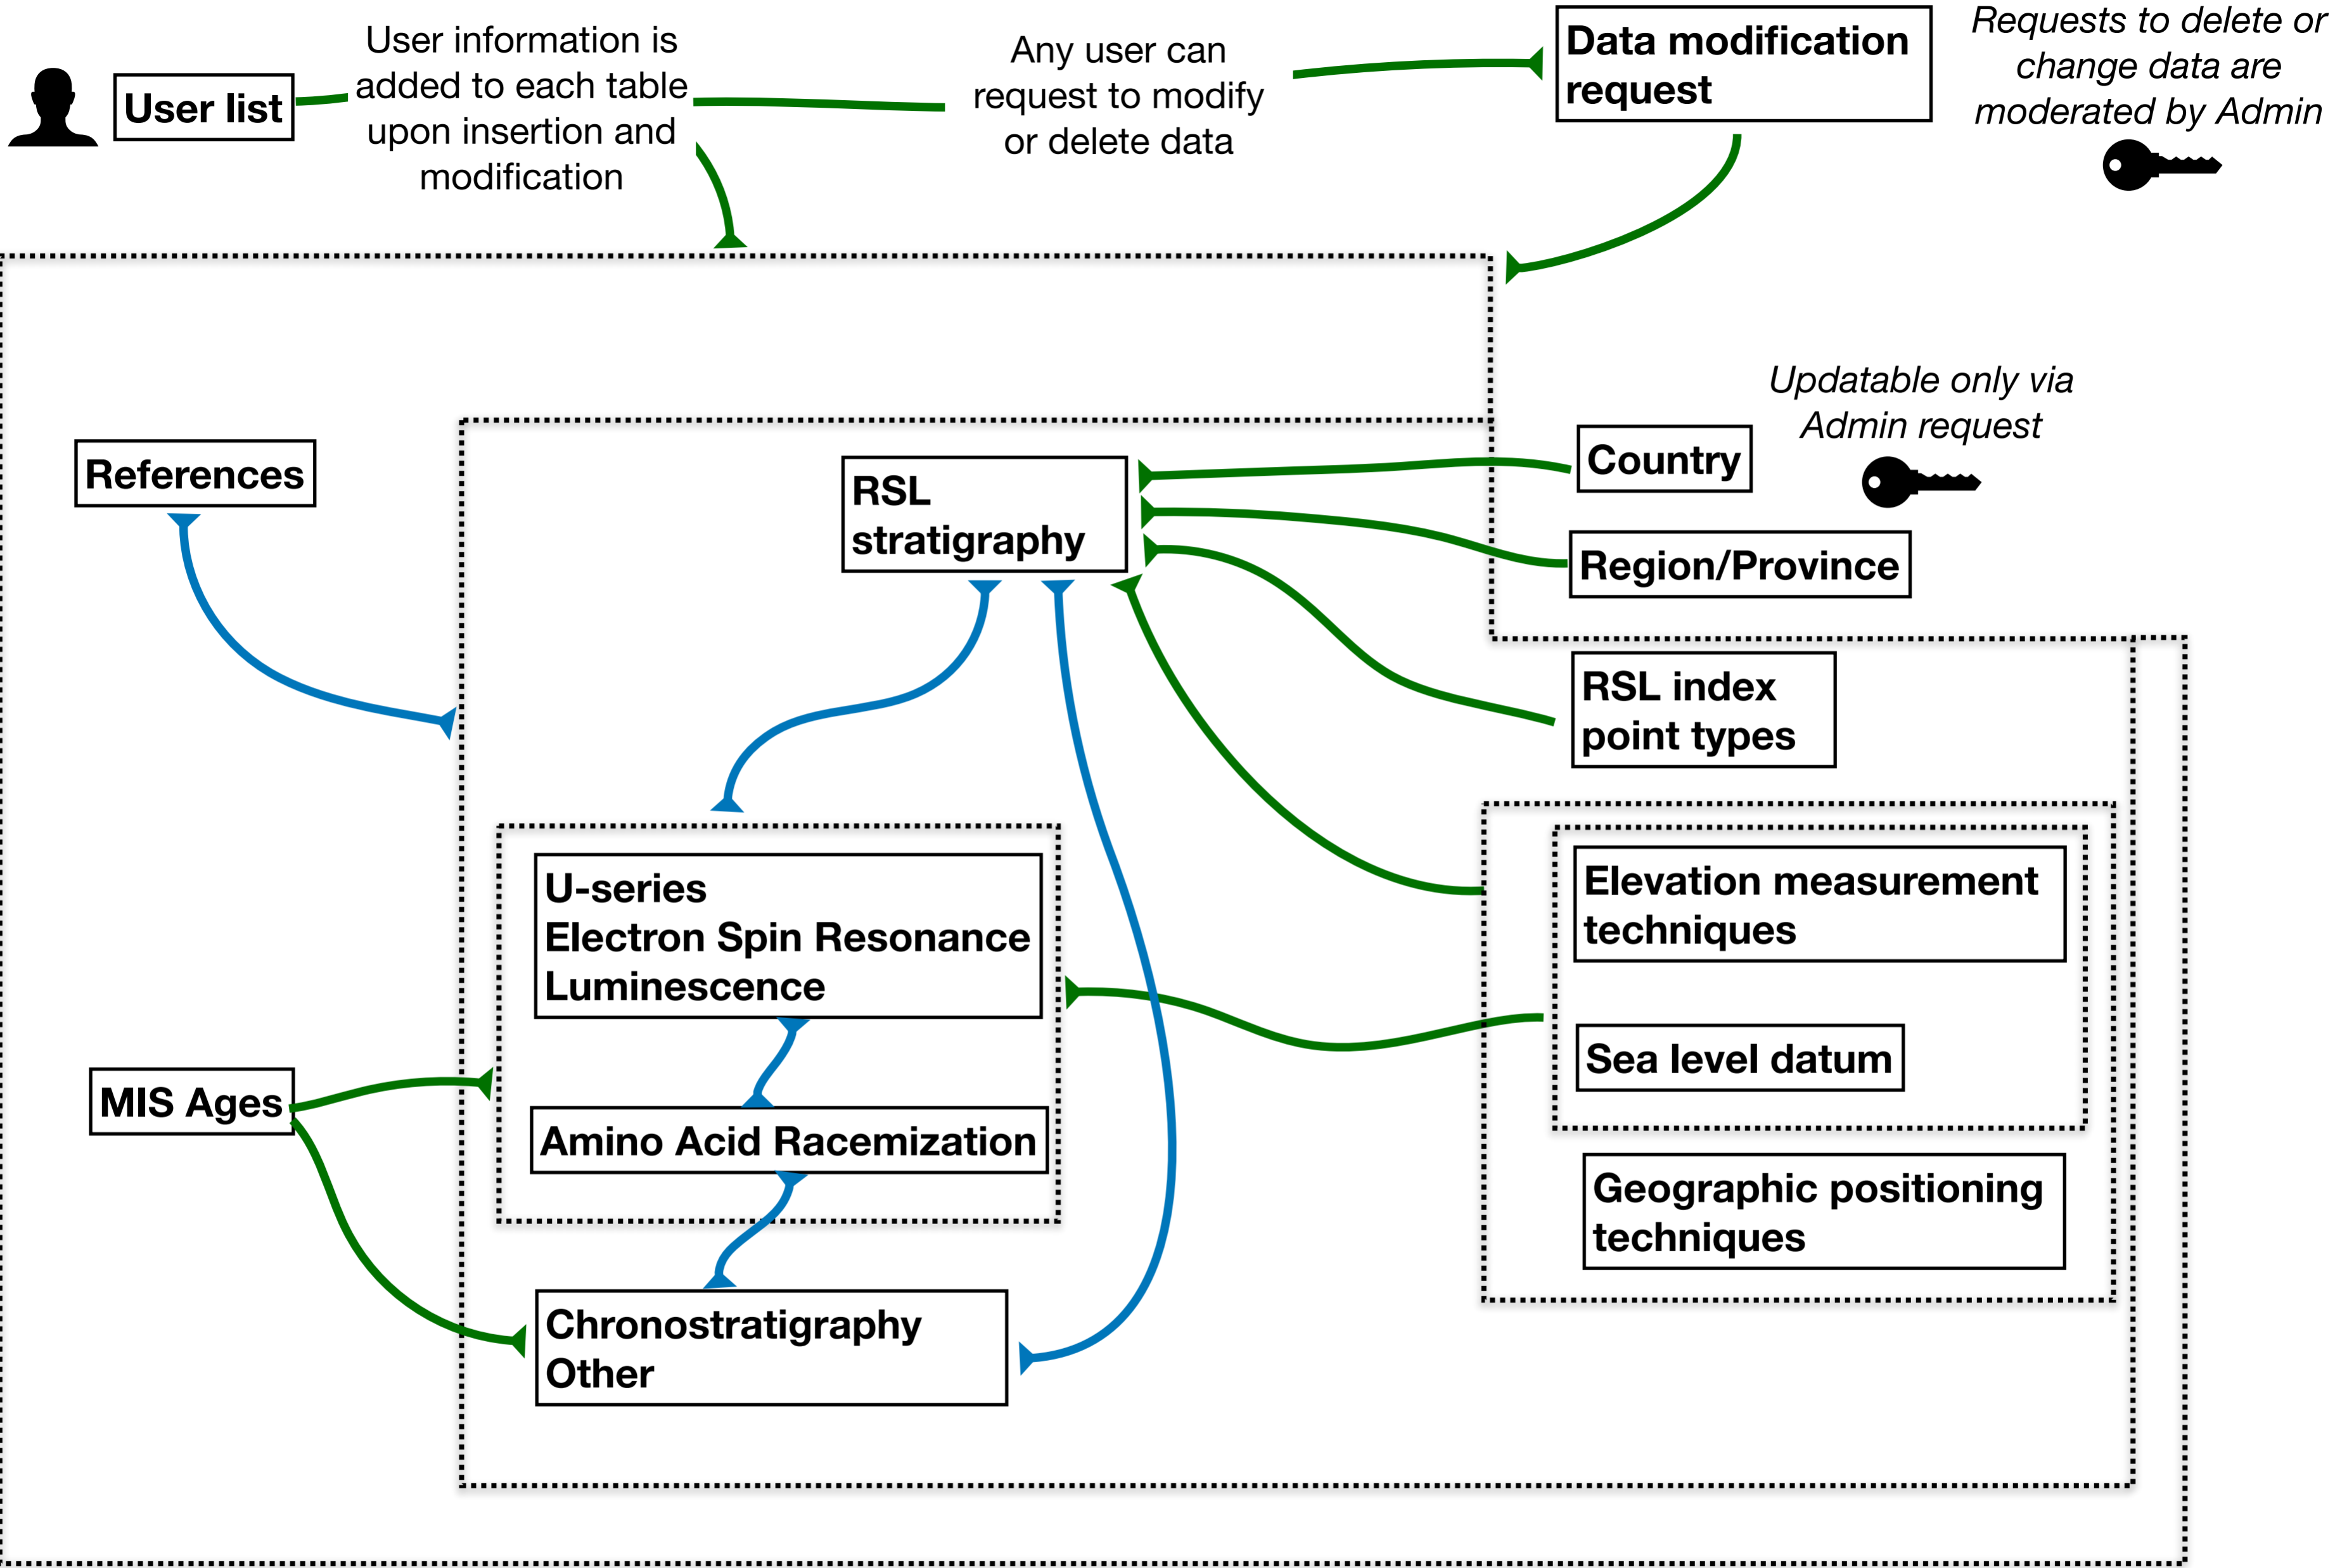 User list
User information is
added to each table
upon insertion and
modification
Any user can
request to modify
or delete data
Data modification
request
Requests to delete or
change data are
moderated by Admin
References
RSL
stratigraphy
Country
Updatable only via
Admin request
Region/Province
RSL index
point types
U-series
Electron Spin Resonance
Luminescence
Elevation measurement
techniques
Sea level datum
MIS Ages
Amino Acid Racemization
Geographic positioning
techniques
Chronostratigraphy
Other